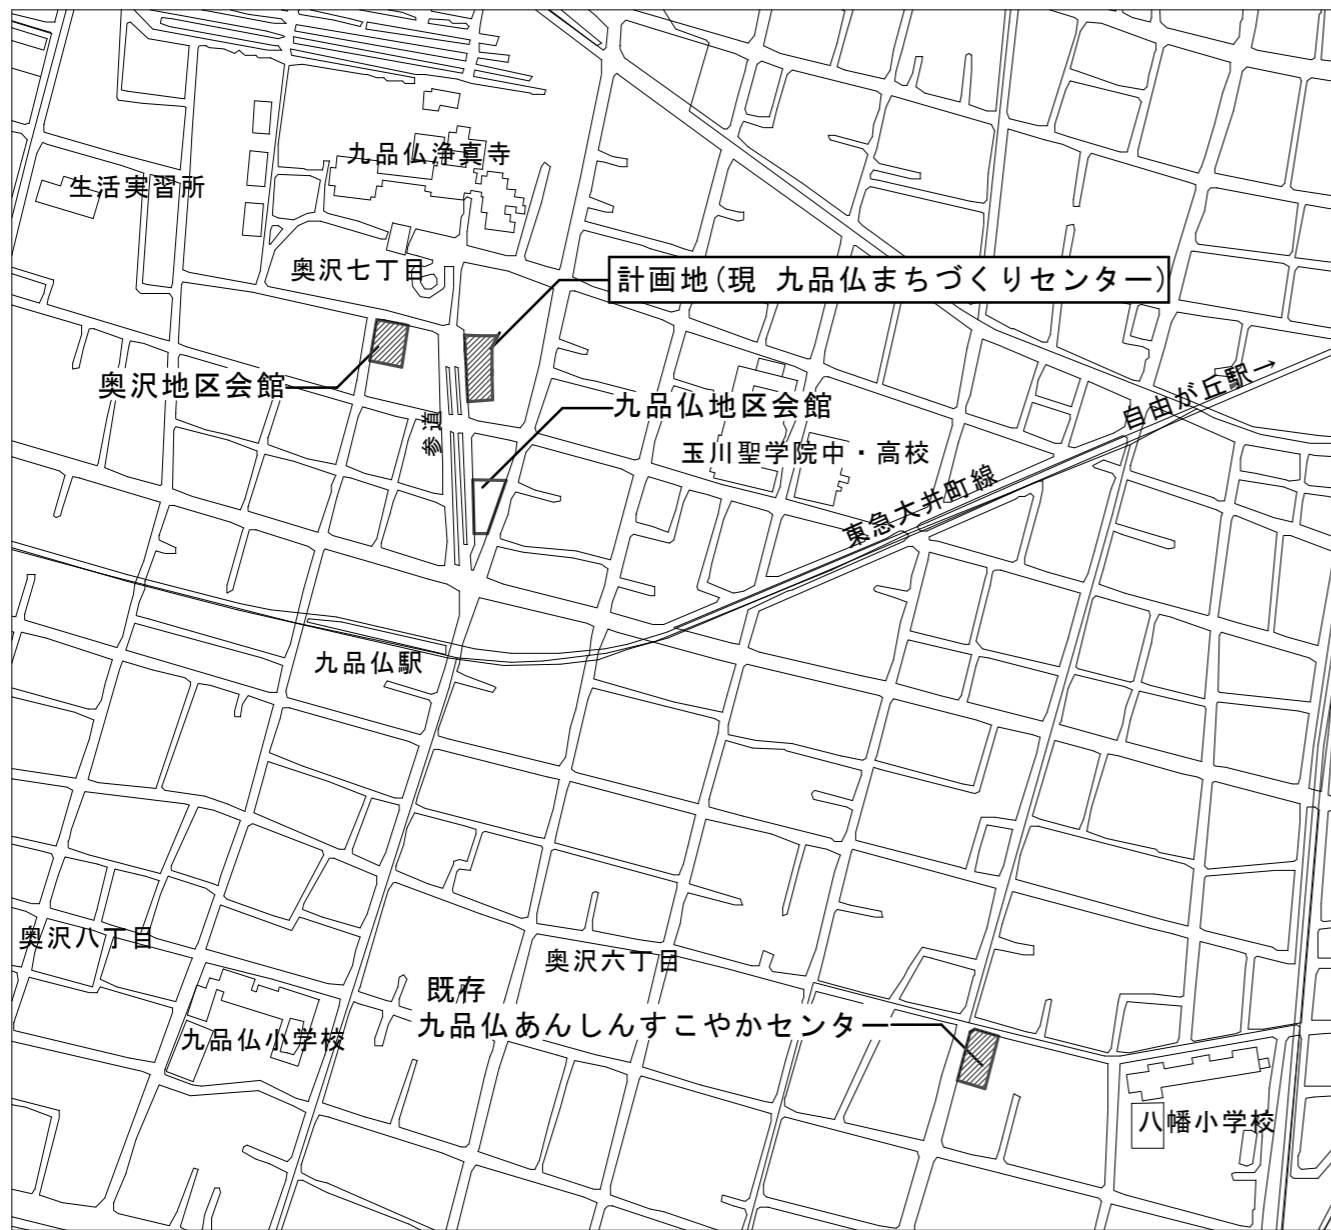 九品仏浄真寺
生活実習所
奥沢七丁目
計画地(現 九品仏まちづくりセンター)
奥沢地区会館
九品仏地区会館
参道
玉川聖学院中・高校
自由が丘駅→
東急大井町線
九品仏駅
奥沢八丁目
奥沢六丁目
既存
九品仏あんしんすこやかセンター
九品仏小学校
八幡小学校